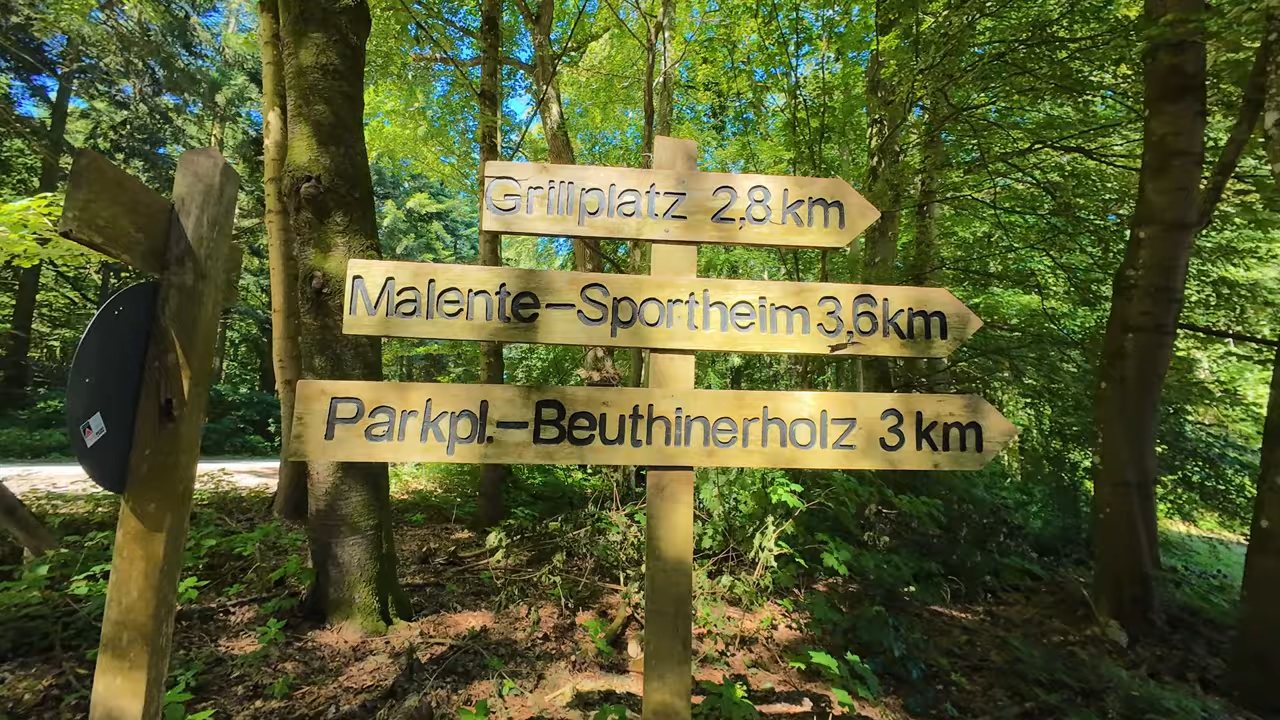 Grillplatz 2,8 km
Malente-Sportheim 3,6 km
Parkpl.-Beuthinerholz 3 km